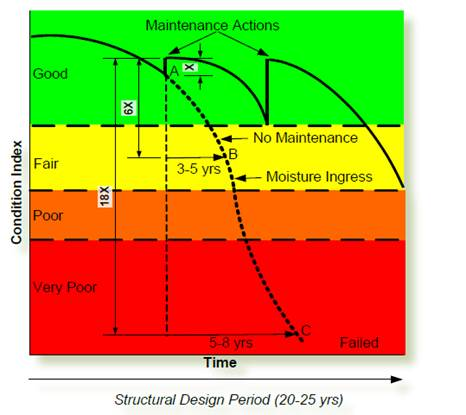 Maintenance Actions
Good
A
X
6X
No Maintenance
Fair
B
3-5 yrs
Moisture Ingress
18X
Poor
Condition Index
Very Poor
C
5-8 yrs
Failed
Time
Structural Design Period (20-25 yrs)